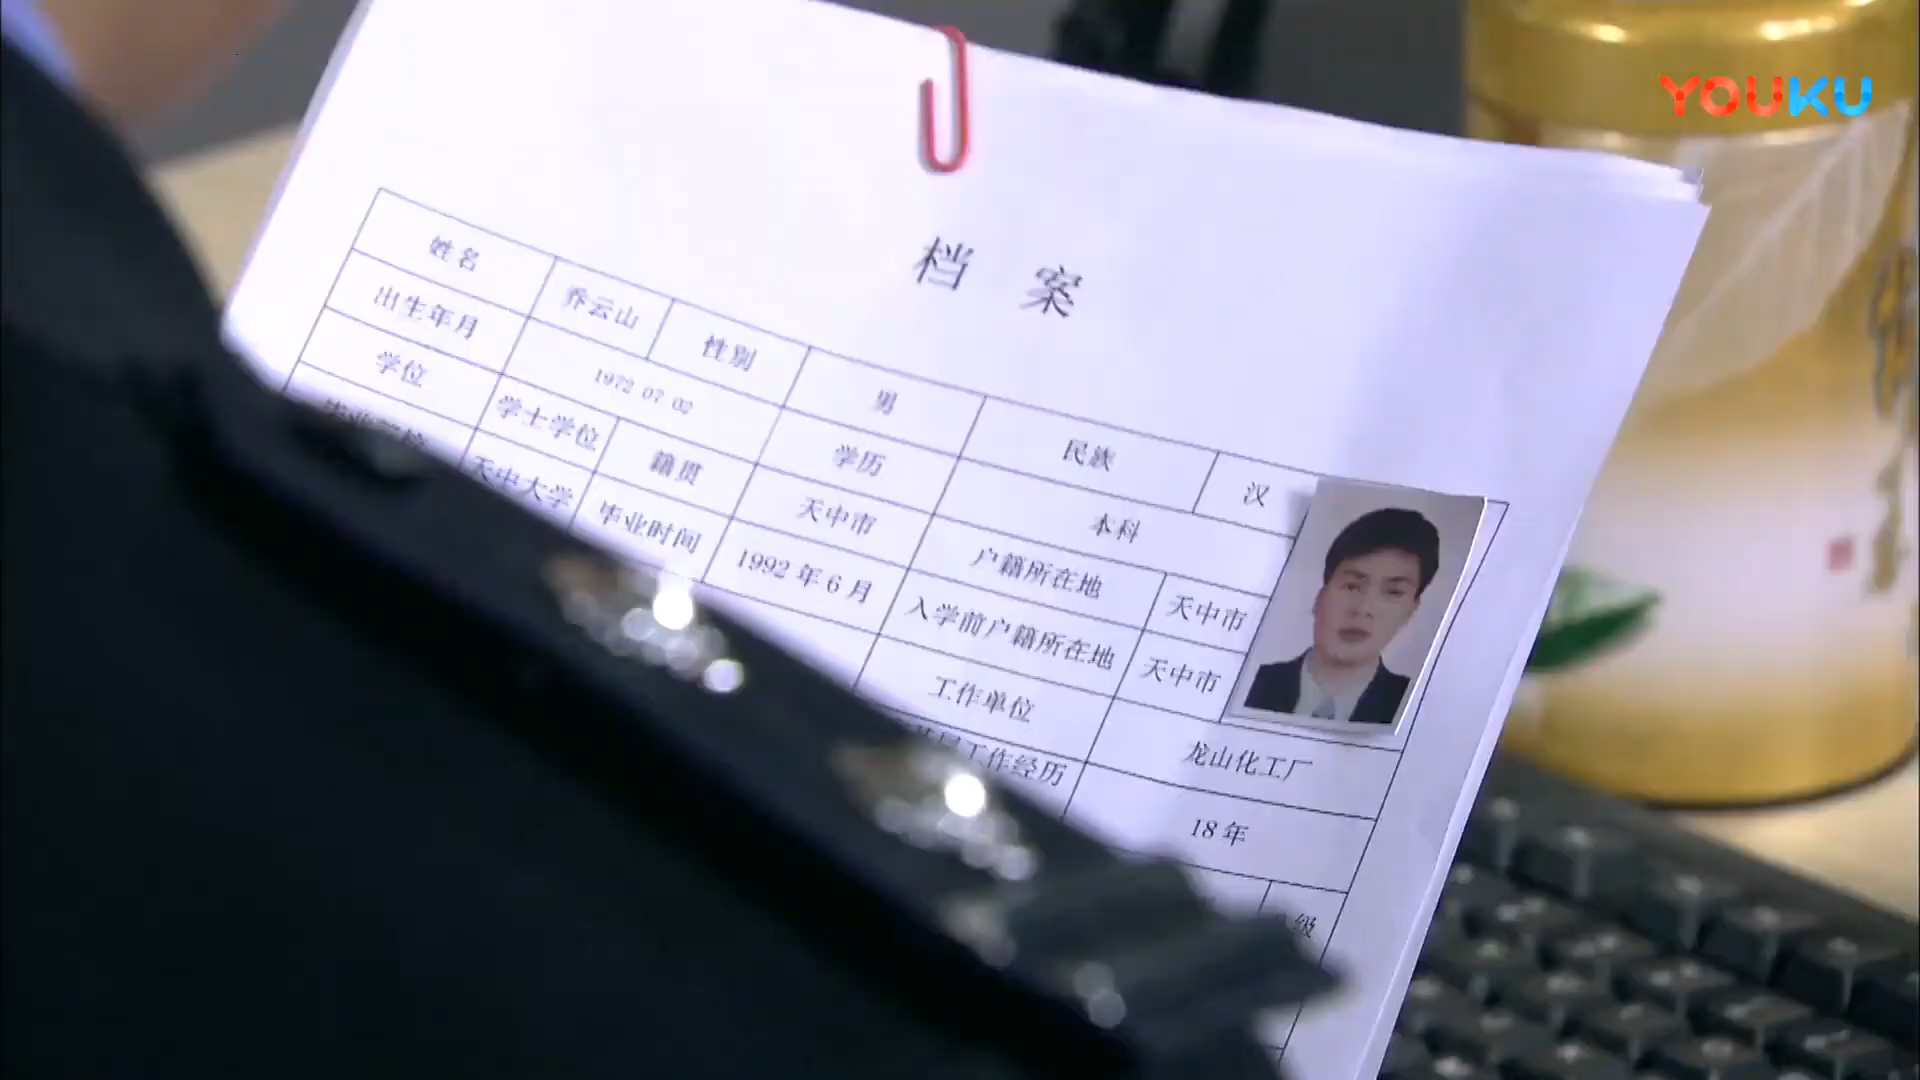 YOUKU
档案
姓名 乔云山 性别 男 民族 汉
出生年月 1972 07 02 学历 本科
学位 学士学位 籍贯 天中市 户籍所在地 天中市
天中大学 毕业时间 1992年6月 入学前户籍所在地 天中市
工作单位 龙山化工厂
工作经历 18年
级